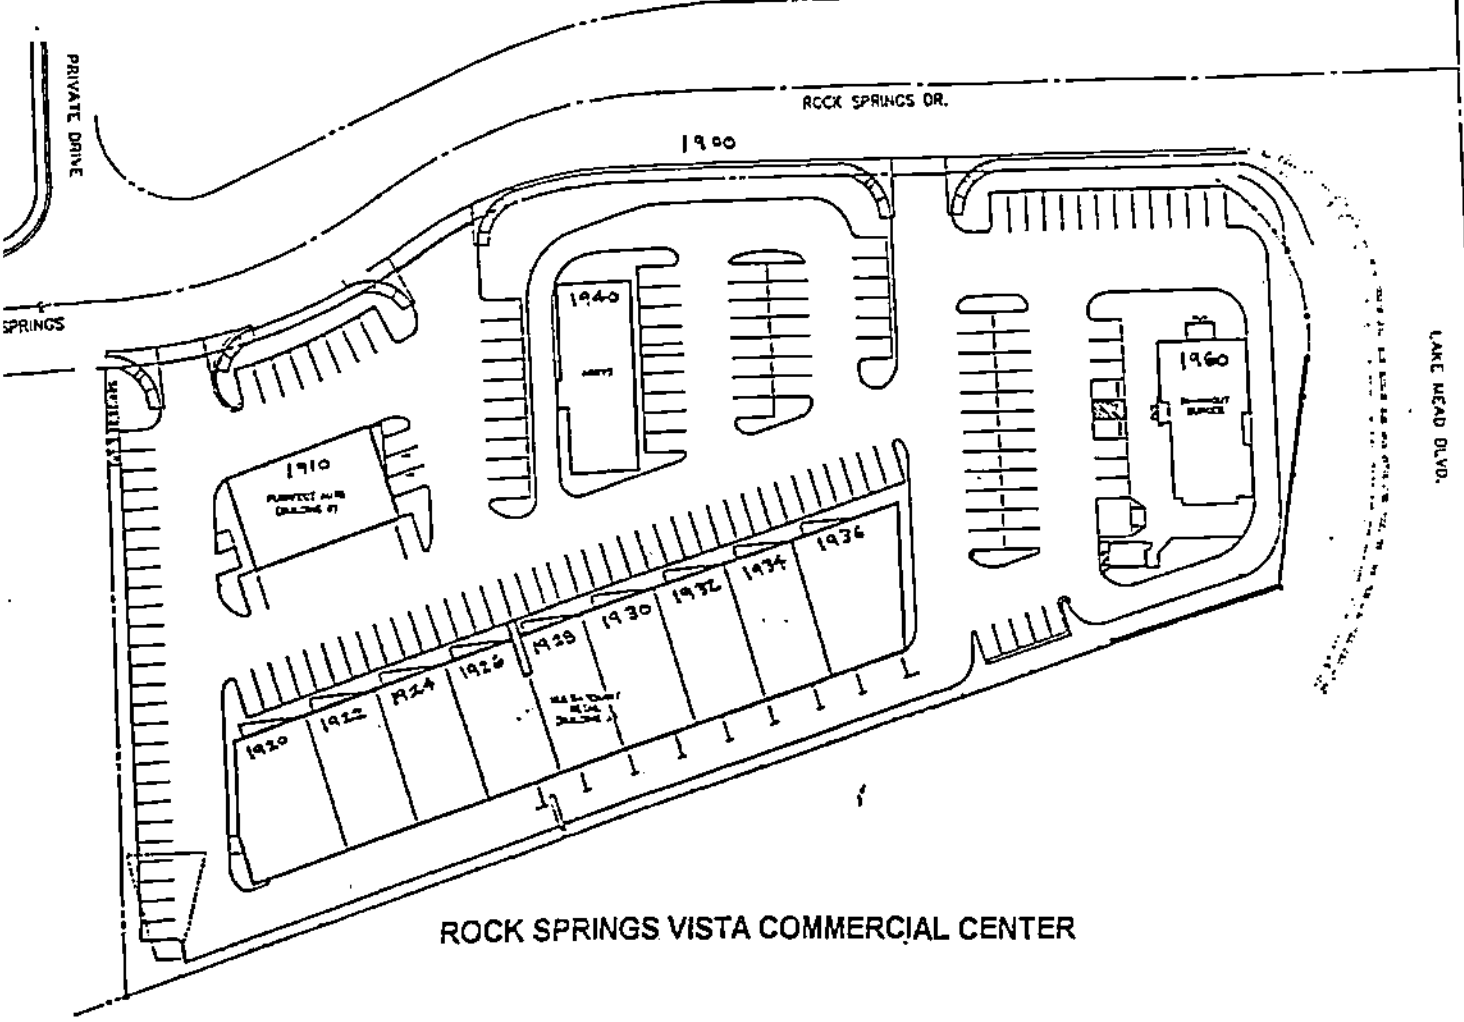 PRIVATE DRIVE
ROCK SPRINGS DR.
1900
SPRINGS
1940
1960
LAKE MEAD BLVD.
1910
1936
1934
1932
1930
1928
1926
1924
1922
1920
ROCK SPRINGS VISTA COMMERCIAL CENTER